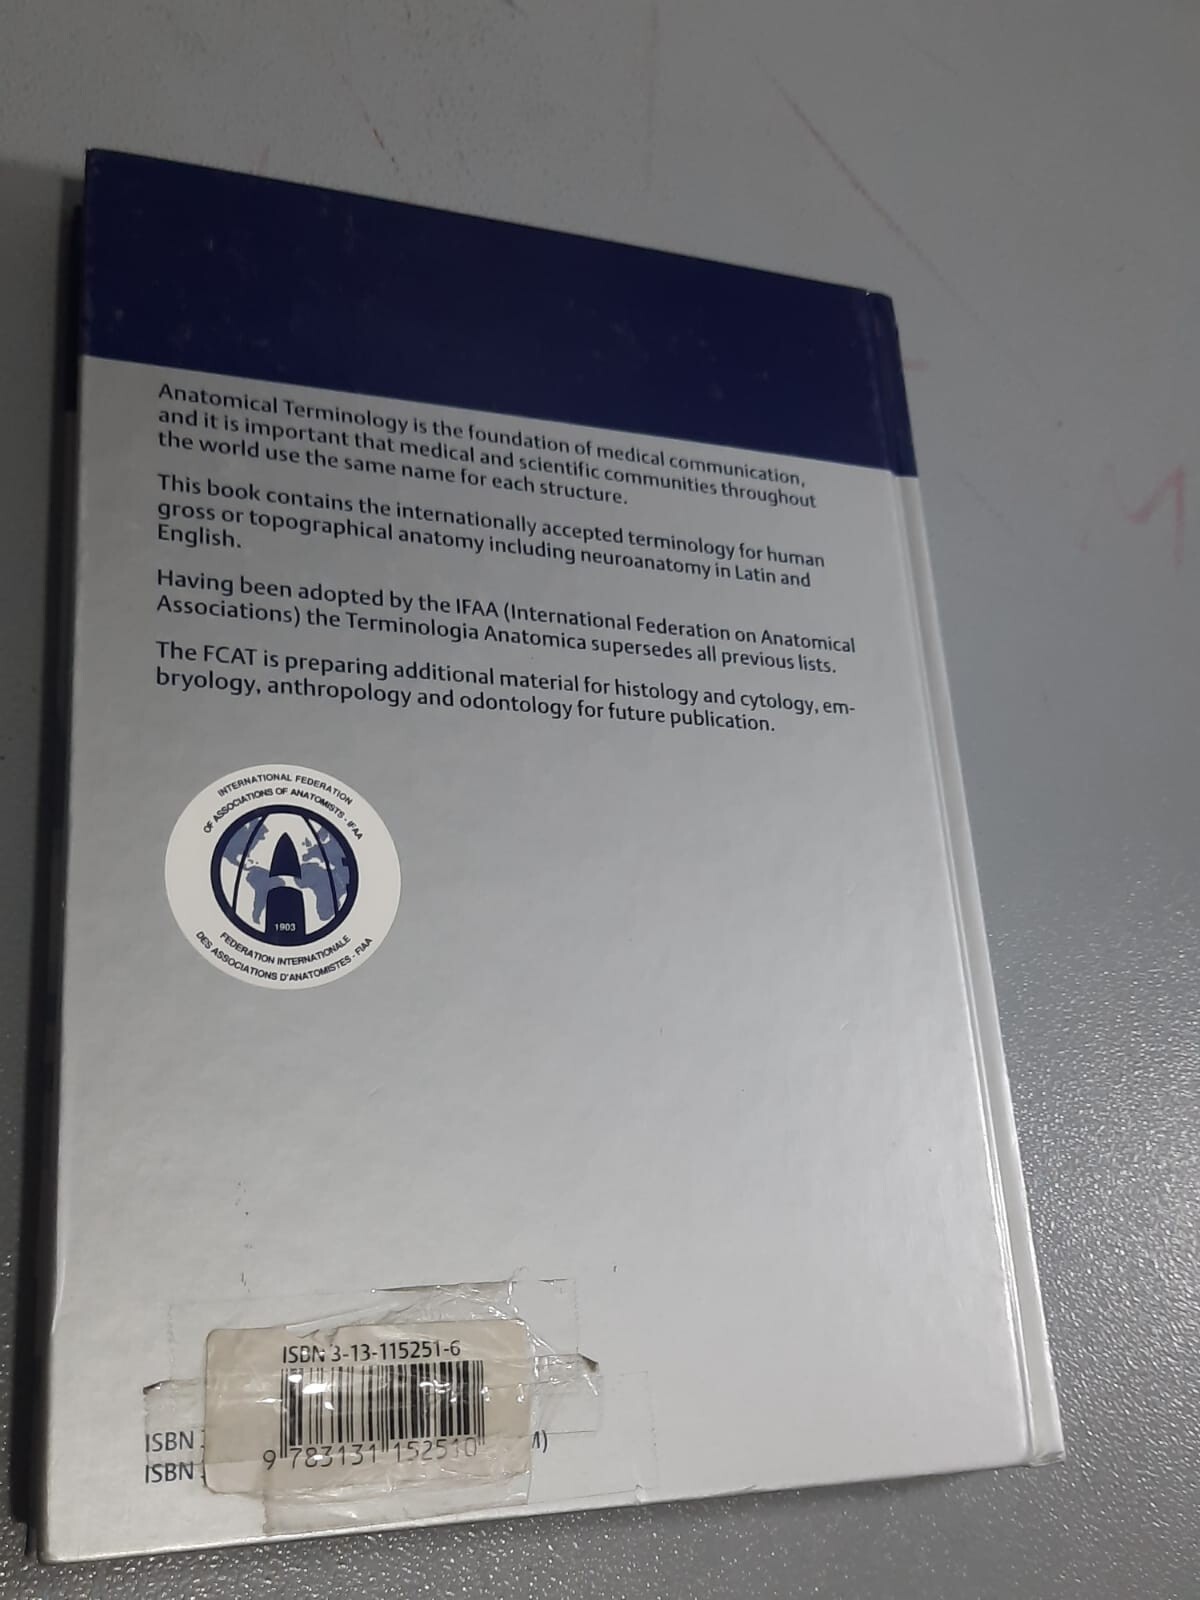 Anatomical Terminology is the foundation of medical communication,
and it is important that medical and scientific communities throughout
the world use the same name for each structure.
This book contains the internationally accepted terminology for human
gross or topographical anatomy including neuroanatomy in Latin and
English.
Having been adopted by the IFAA (International Federation on Anatomical
Associations) the Terminologia Anatomica supersedes all previous lists.
The FCAT is preparing additional material for histology and cytology, em-
bryology, anthropology and odontology for future publication.
INTERNATIONAL FEDERATION
OF ASSOCIATIONS OF ANATOMISTS - IFAA
1903
FEDERATION INTERNATIONALE
DES ASSOCIATIONS D'ANATOMISTES - FIAA
ISBN 3-13-115251-6
9 783131 152510
ISBN
ISBN